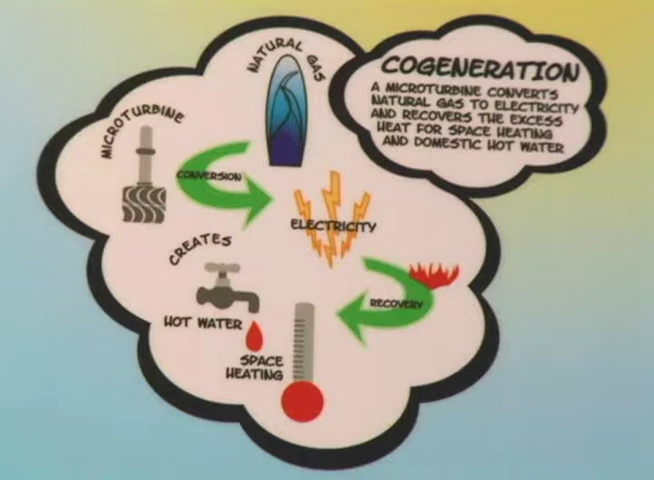 NATURAL GAS
COGENERATION
A MICROTURBINE CONVERTS
NATURAL GAS TO ELECTRICITY
AND RECOVERS THE EXCESS
HEAT FOR SPACE HEATING
AND DOMESTIC HOT WATER
MICROTURBINE
CONVERSION
ELECTRICITY
CREATES
RECOVERY
HOT WATER
SPACE
HEATING